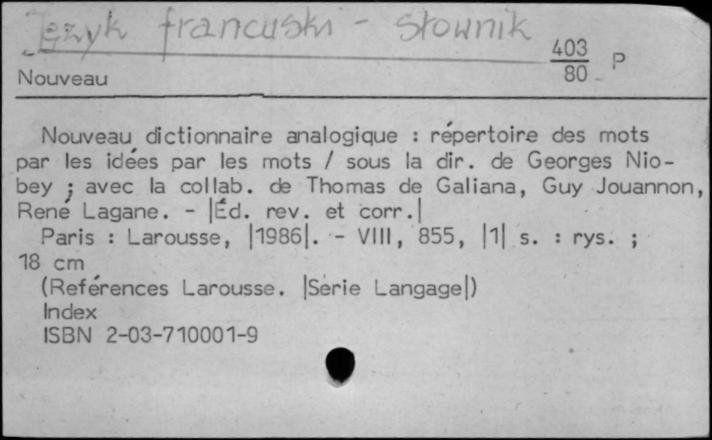 Język francuski - słownik
403
80 P
Nouveau
Nouveau dictionnaire analogique : répertoire des mots
par les idées par les mots / sous la dir. de Georges Nio-
bey ; avec la collab. de Thomas de Galiana, Guy Jouannon,
René Lagane. - |Éd. rev. et corr.|
Paris : Larousse, |1986|. - VIII, 855, |1| s. : rys. ;
18 cm
(Références Larousse. |Série Langage|)
Index
ISBN 2-03-710001-9